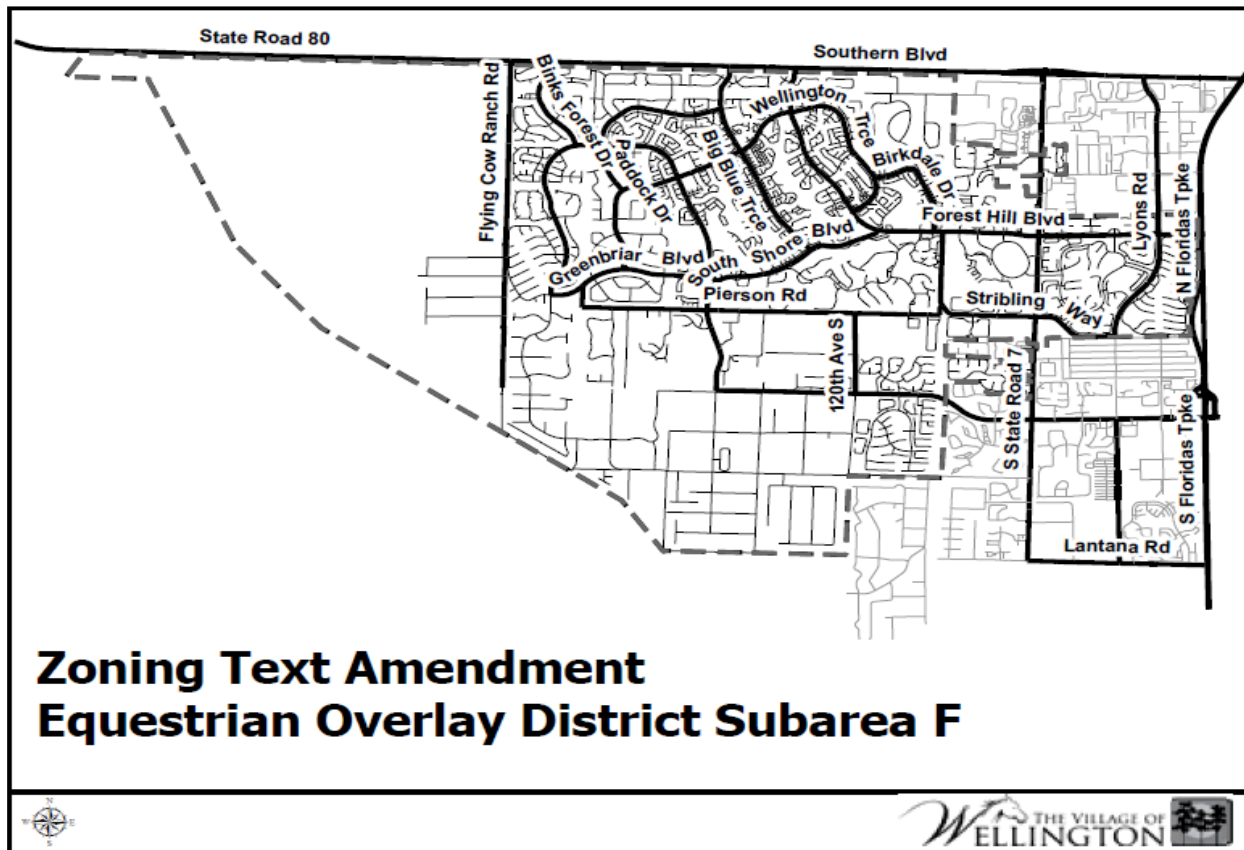 State Road 80
Southern Blvd
Flying Cow Ranch Rd
Binks Forest Dr
Paddock Dr
Big Blue Trce
Wellington
Trce
Birkdale Dr
Forest Hill Blvd
Lyons Rd
N Floridas Tpke
Greenbriar Blvd
South Shore Blvd
Pierson Rd
Stribling Way
120th Ave S
S State Road 7
S Floridas Tpke
Lantana Rd
Zoning Text Amendment
Equestrian Overlay District Subarea F
N
W E
S
THE VILLAGE OF
WELLINGTON